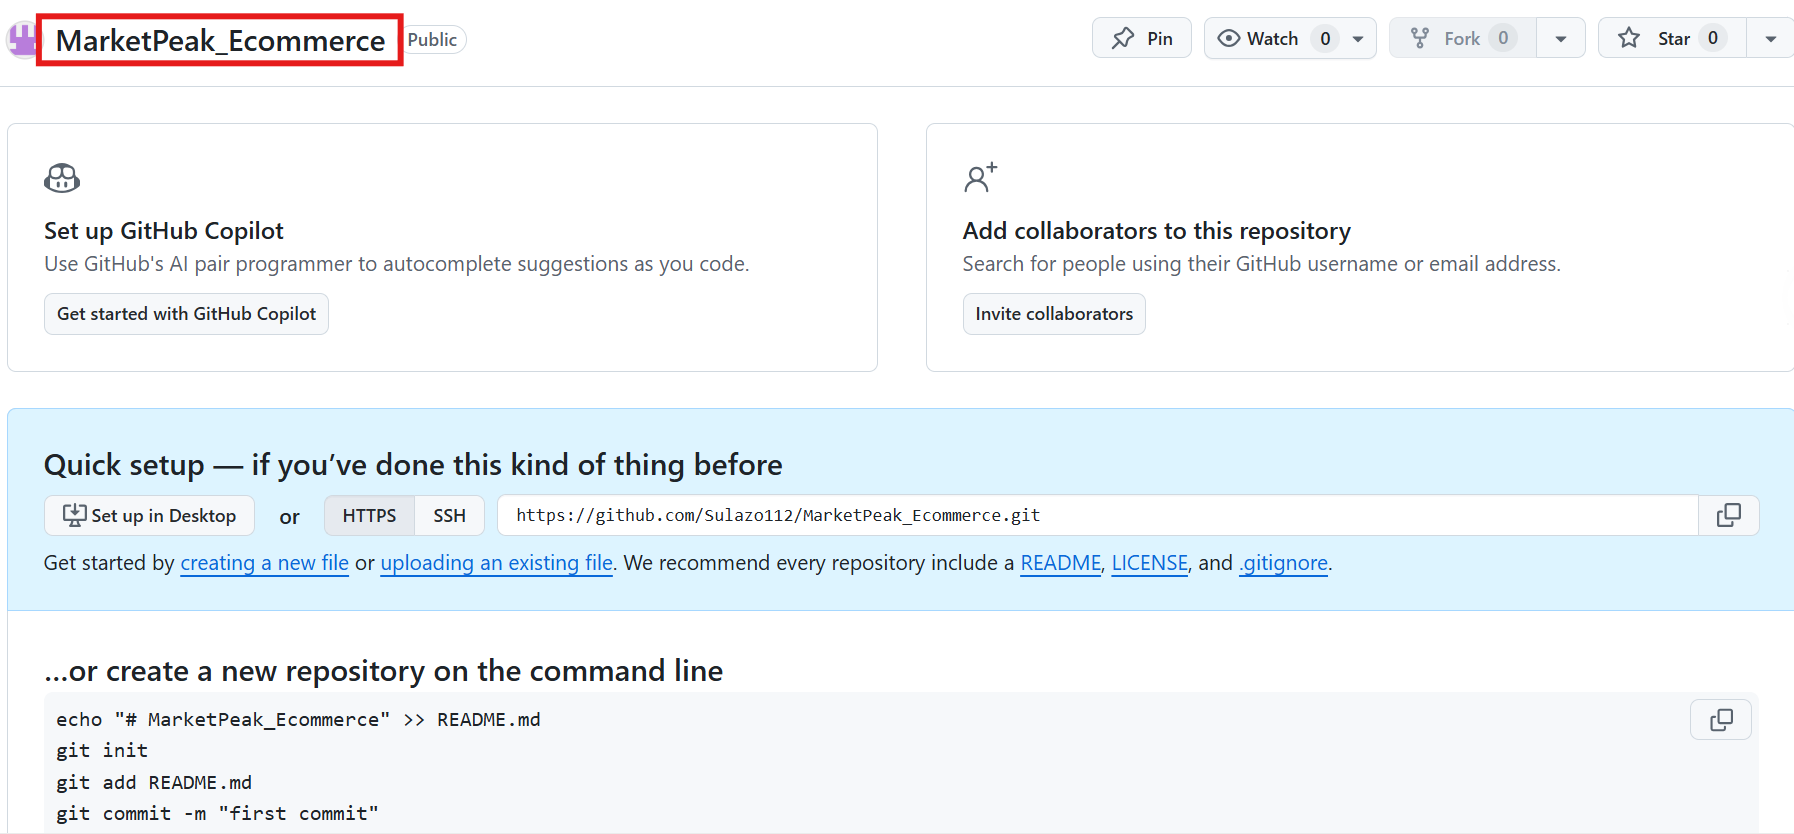 MarketPeak_Ecommerce Public Pin Watch 0 Fork 0 Star 0
Set up GitHub Copilot
Use GitHub's AI pair programmer to autocomplete suggestions as you code.
Get started with GitHub Copilot
Add collaborators to this repository
Search for people using their GitHub username or email address.
Invite collaborators
Quick setup — if you’ve done this kind of thing before
Set up in Desktop or HTTPS SSH https://github.com/Sulazo112/MarketPeak_Ecommerce.git
Get started by creating a new file or uploading an existing file. We recommend every repository include a README, LICENSE, and .gitignore.
…or create a new repository on the command line
echo "# MarketPeak_Ecommerce" >> README.md
git init
git add README.md
git commit -m "first commit"